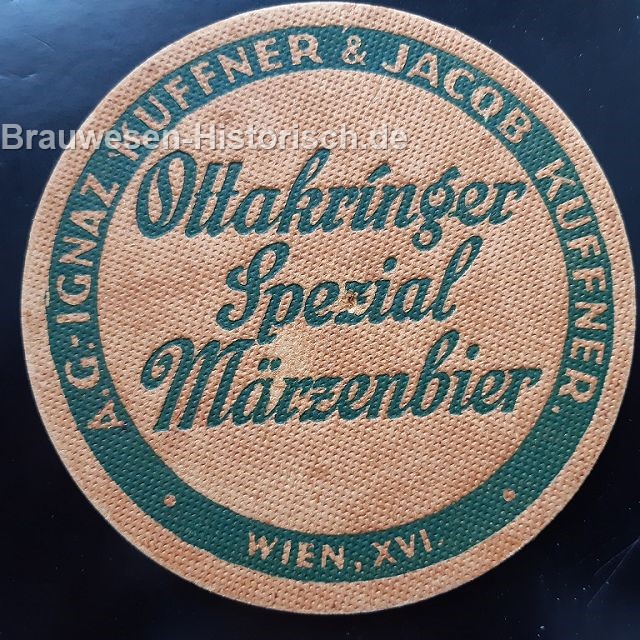 A.G. IGNAZ KUFFNER & JACOB KUFFNER.
Brauwesen-Historisch.de
Ottakringer
Spezial
Märzenbier
· WIEN, XVI. ·